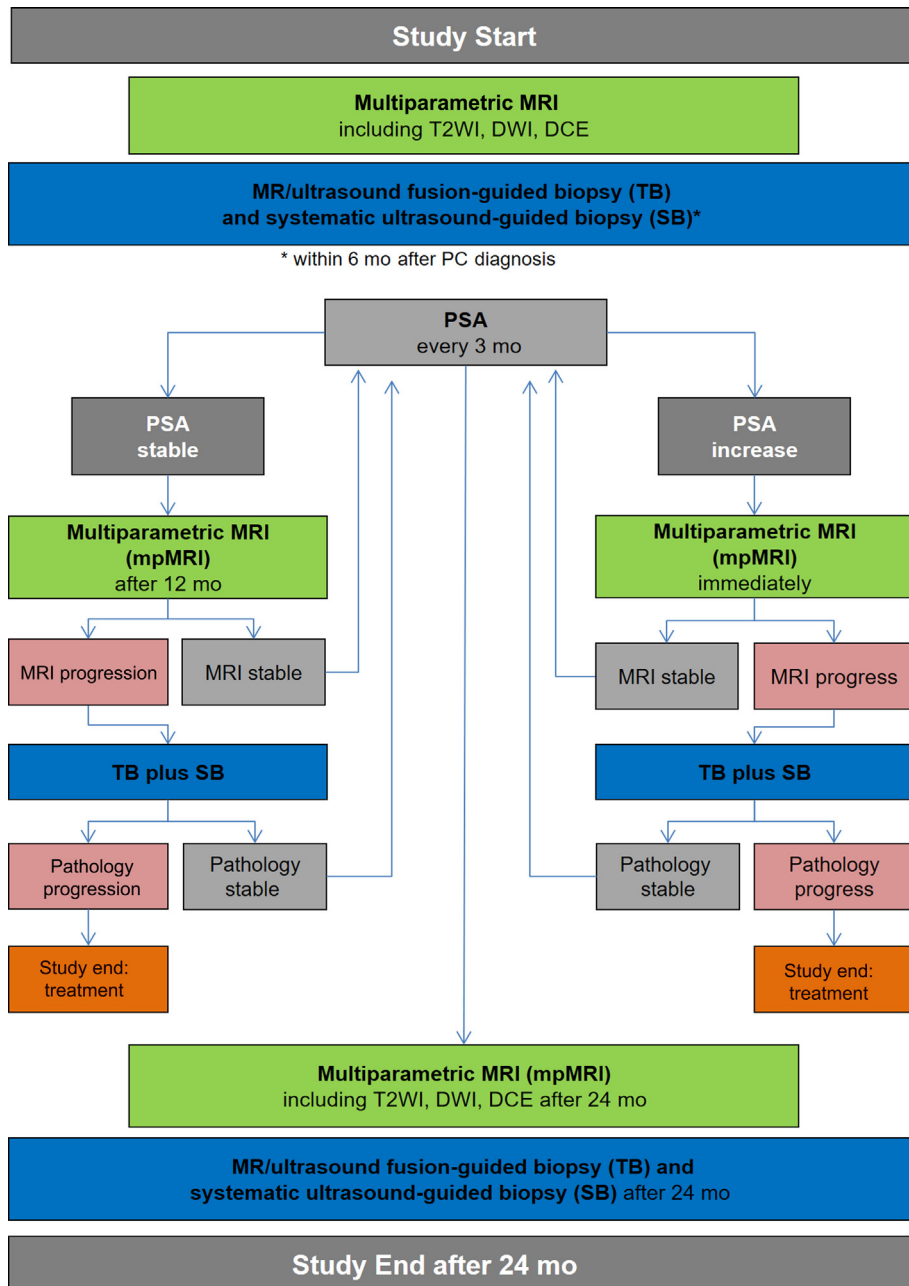 Study Start
Multiparametric MRI
including T2WI, DWI, DCE
MR/ultrasound fusion-guided biopsy (TB)
and systematic ultrasound-guided biopsy (SB)*
* within 6 mo after PC diagnosis
PSA
every 3 mo
PSA
stable
PSA
increase
Multiparametric MRI
(mpMRI)
after 12 mo
Multiparametric MRI
(mpMRI)
immediately
MRI progression
MRI stable
MRI stable
MRI progress
TB plus SB
TB plus SB
Pathology
progression
Pathology
stable
Pathology
stable
Pathology
progress
Study end:
treatment
Study end:
treatment
Multiparametric MRI (mpMRI)
including T2WI, DWI, DCE after 24 mo
MR/ultrasound fusion-guided biopsy (TB) and
systematic ultrasound-guided biopsy (SB) after 24 mo
Study End after 24 mo